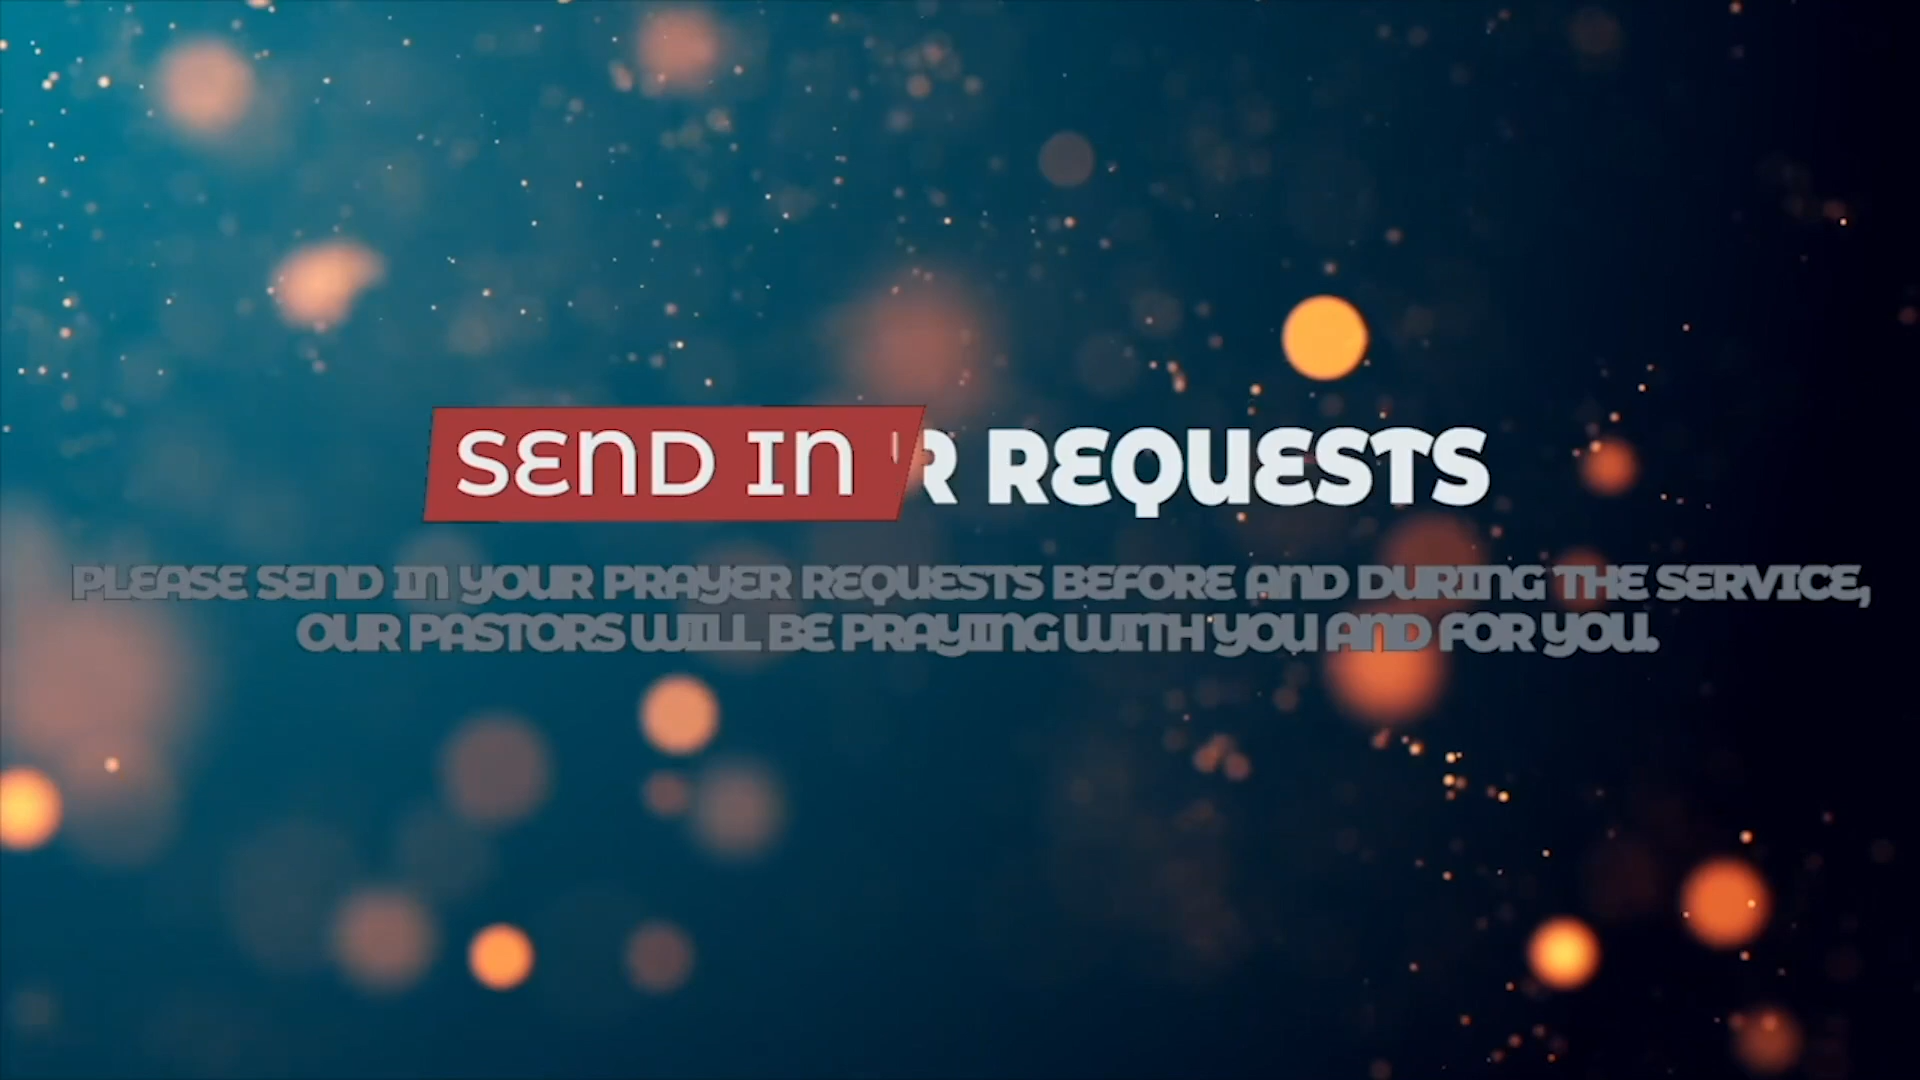 SEND IN R REQUESTS
PLEASE SEND IN YOUR PRAYER REQUESTS BEFORE AND DURING THE SERVICE,
OUR PASTORS WILL BE PRAYING WITH YOU AND FOR YOU.